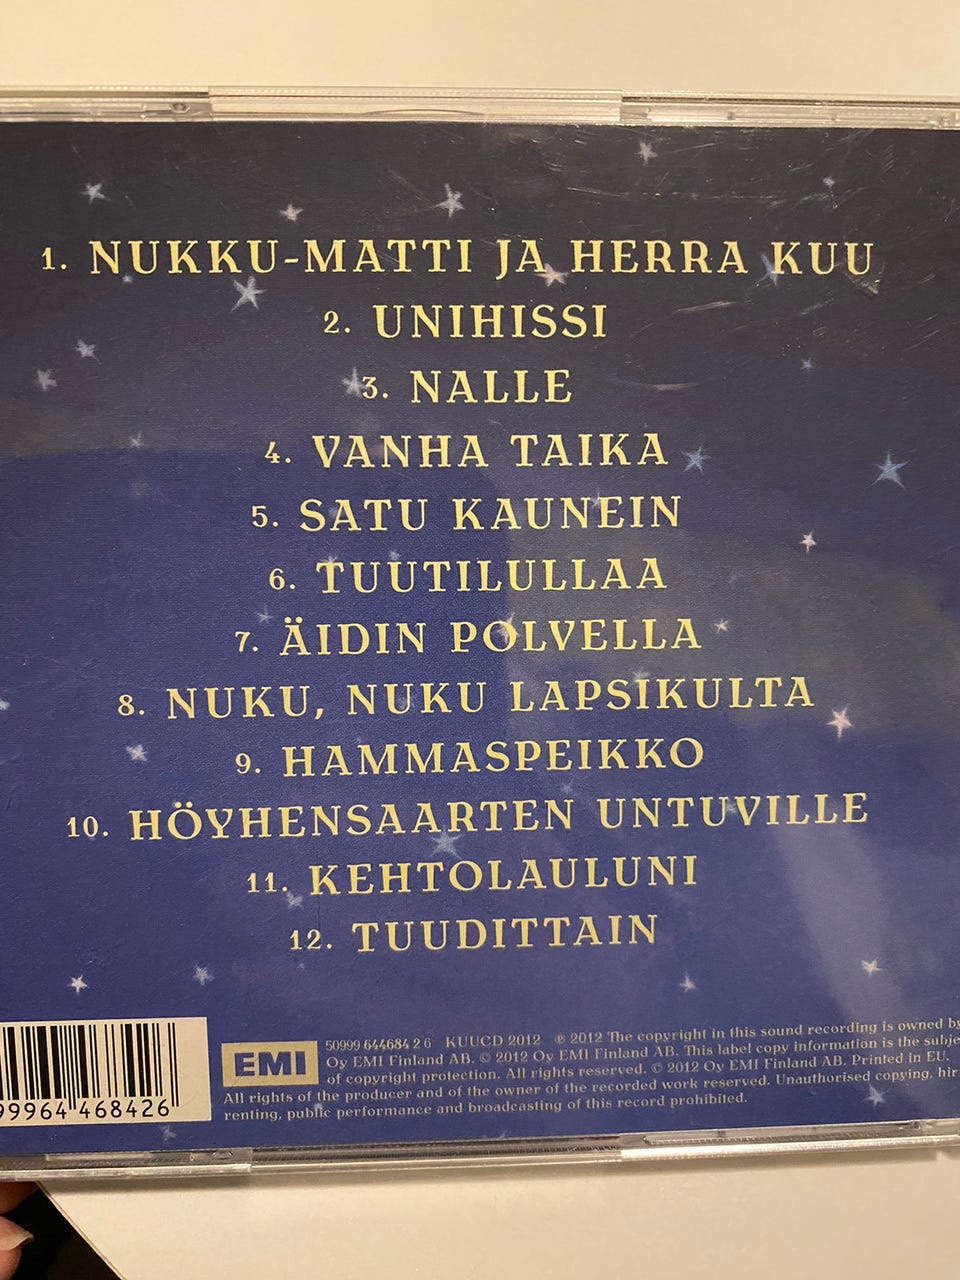 1. NUKKU-MATTI JA HERRA KUU
2. UNIHISSI
3. NALLE
4. VANHA TAIKA
5. SATU KAUNEIN
6. TUUTILULLAA
7. ÄIDIN POLVELLA
8. NUKU, NUKU LAPSIKULTA
9. HAMMASPEIKKO
10. HÖYHENSAARTEN UNTUVILLE
11. KEHTOLAULUNI
12. TUUDITTAIN
99964 468426
EMI
50999 644684 2 6 KUUCD 2012 ℗ 2012 The copyright in this sound recording is owned by
Oy EMI Finland AB. © 2012 Oy EMI Finland AB. This label copy information is the subje
of copyright protection. All rights reserved. © 2012 Oy EMI Finland AB. Printed in EU.
All rights of the producer and of the owner of the recorded work reserved. Unauthorised copying, hir
renting, public performance and broadcasting of this record prohibited.